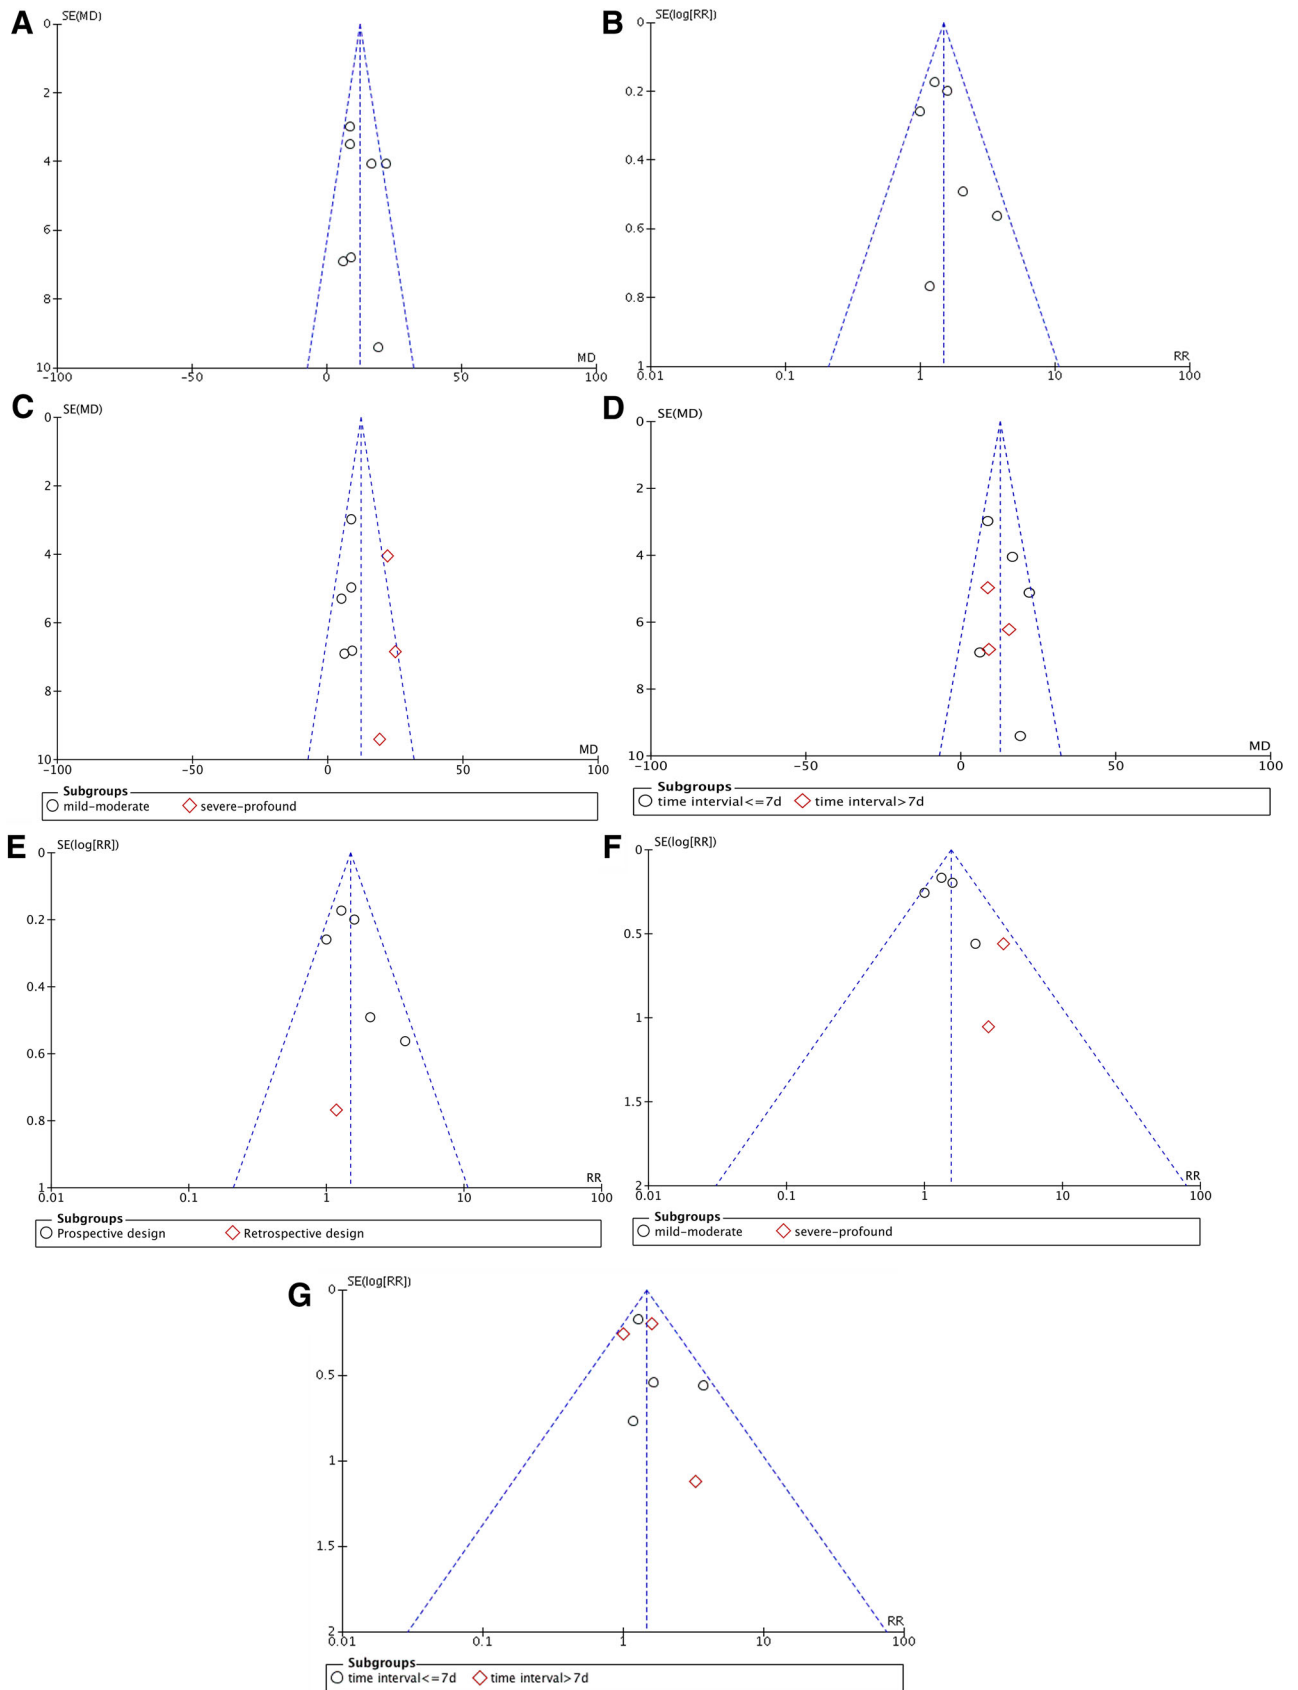 A
SE(MD)
0
2
4
6
8
10
MD
-100
-50
0
50
100
B
SE(log[RR])
0
0.2
0.4
0.6
0.8
1
RR
0.01
0.1
1
10
100
C
SE(MD)
0
2
4
6
8
10
MD
-100
-50
0
50
100
Subgroups
mild-moderate
severe-profound
D
SE(MD)
0
2
4
6
8
10
MD
-100
-50
0
50
100
Subgroups
time intervial<=7d
time interval>7d
E
SE(log[RR])
0
0.2
0.4
0.6
0.8
1
RR
0.01
0.1
1
10
100
Subgroups
Prospective design
Retrospective design
F
SE(log[RR])
0
0.5
1
1.5
2
RR
0.01
0.1
1
10
100
Subgroups
mild-moderate
severe-profound
G
SE(log[RR])
0
0.5
1
1.5
2
RR
0.01
0.1
1
10
100
Subgroups
time interval<=7d
time interval>7d